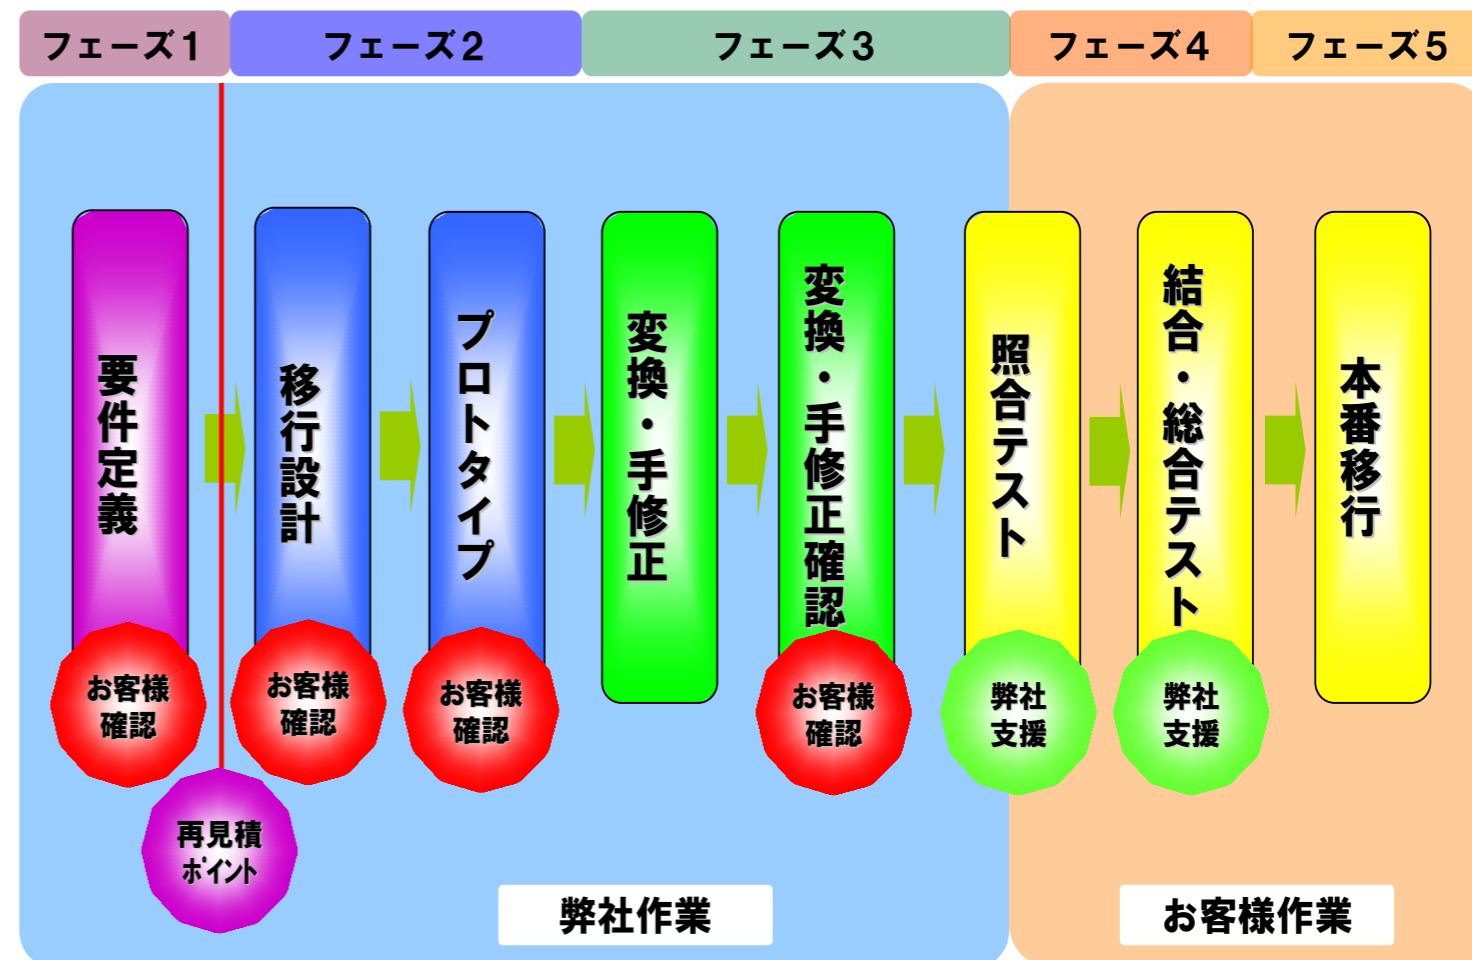 フェーズ1
フェーズ2
フェーズ3
フェーズ4
フェーズ5
要件定義
移行設計
プロトタイプ
変換・手修正
変換・手修正確認
照合テスト
結合・総合テスト
本番移行
お客様
確認
お客様
確認
お客様
確認
お客様
確認
弊社
支援
弊社
支援
再見積
ﾎﾟｲﾝﾄ
弊社作業
お客様作業